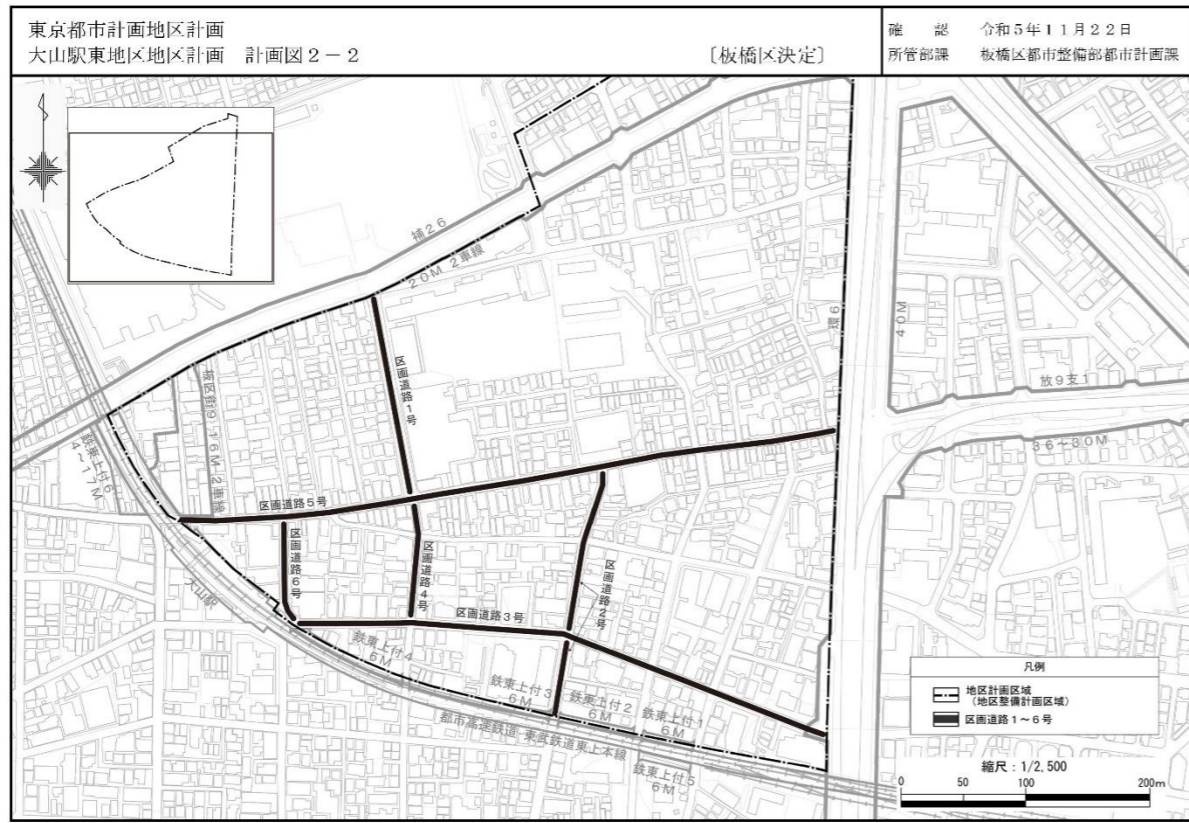 東京都市計画地区計画
大山駅東地区地区計画　計画図2－2
〔板橋区決定〕
確　認　令和5年11月22日
所管部課　板橋区都市整備部都市計画課
補26
20M 2車線
環6
40M
放9支1
36~30M
区画道路1号
板区街9
16M 2車線
鉄東上付6
4~17M
区画道路5号
区画道路6号
区画道路4号
区画道路2号
区画道路3号
大山駅
鉄東上付4
6M
鉄東上付3
6M
鉄東上付2
6M
鉄東上付1
6M
都市高速鉄道 東武鉄道東上本線
鉄東上付5
6M
凡例
地区計画区域
(地区整備計画区域)
区画道路1~6号
縮尺：1/2,500
0 50 100 200m